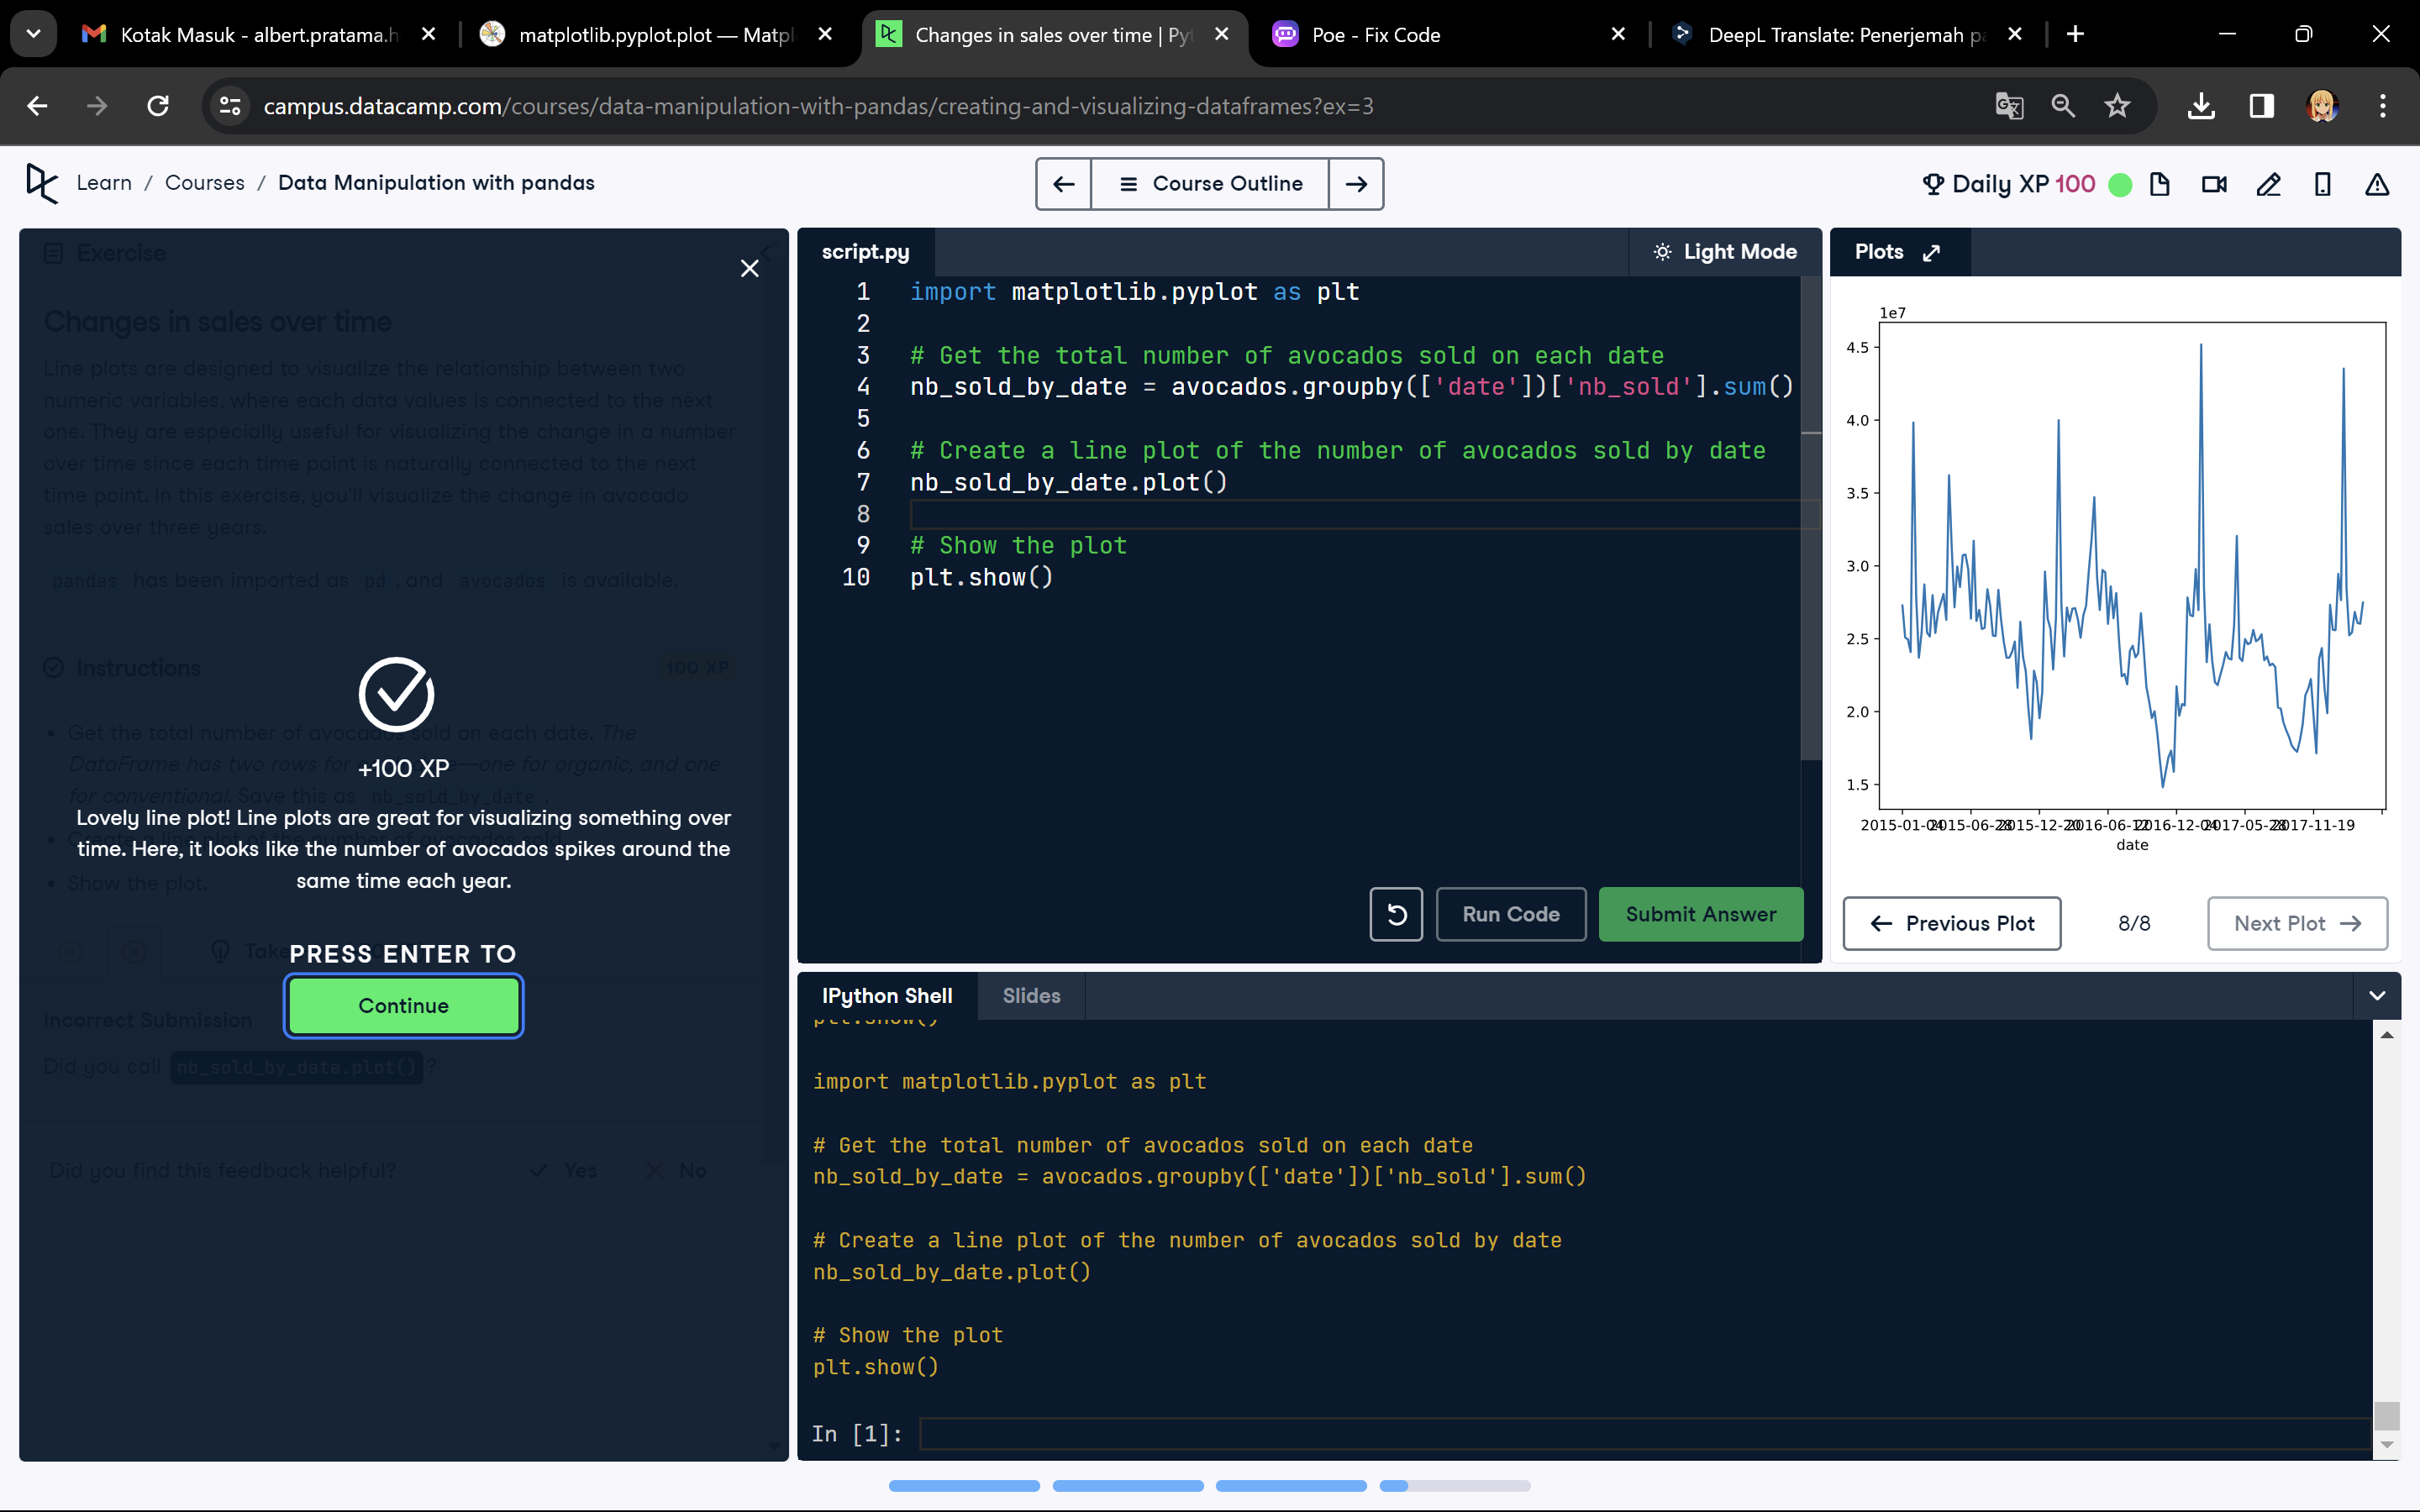 Kotak Masuk - albert.pratama.h
matplotlib.pyplot.plot — Matpl
Changes in sales over time | Pyt
Poe - Fix Code
DeepL Translate: Penerjemah pa
campus.datacamp.com/courses/data-manipulation-with-pandas/creating-and-visualizing-dataframes?ex=3
Learn / Courses / Data Manipulation with pandas
Course Outline
Daily XP 100
Exercise
Changes in sales over time
Line plots are designed to visualize the relationship between two
numeric variables, where each data values is connected to the next
one. They are especially useful for visualizing the change in a number
over time since each time point is naturally connected to the next
time point. In this exercise, you'll visualize the change in avocado
sales over three years.
pandas has been imported as pd , and avocados is available.
Instructions
100 XP
Get the total number of avocados sold on each date. The
DataFrame has two rows for —one for organic, and one
for conventional. Save this as nb_sold_by_date .
Create a line plot of the number of avocados sold.
Show the plot.
Take
Incorrect Submission
Did you call nb_sold_by_date.plot() ?
Did you find this feedback helpful?
Yes
No
+100 XP
Lovely line plot! Line plots are great for visualizing something over
time. Here, it looks like the number of avocados spikes around the
same time each year.
PRESS ENTER TO
Continue
script.py
Light Mode
1 import matplotlib.pyplot as plt
2
3 # Get the total number of avocados sold on each date
4 nb_sold_by_date = avocados.groupby(['date'])['nb_sold'].sum()
5
6 # Create a line plot of the number of avocados sold by date
7 nb_sold_by_date.plot()
8
9 # Show the plot
10 plt.show()
Run Code
Submit Answer
Plots
1e7
4.5
4.0
3.5
3.0
2.5
2.0
1.5
2015-01-04 2015-06-28 2015-12-20 2016-06-12 2016-12-04 2017-05-28 2017-11-19
date
Previous Plot
8/8
Next Plot
IPython Shell
Slides
plt.show()
import matplotlib.pyplot as plt
# Get the total number of avocados sold on each date
nb_sold_by_date = avocados.groupby(['date'])['nb_sold'].sum()
# Create a line plot of the number of avocados sold by date
nb_sold_by_date.plot()
# Show the plot
plt.show()
In [1]: